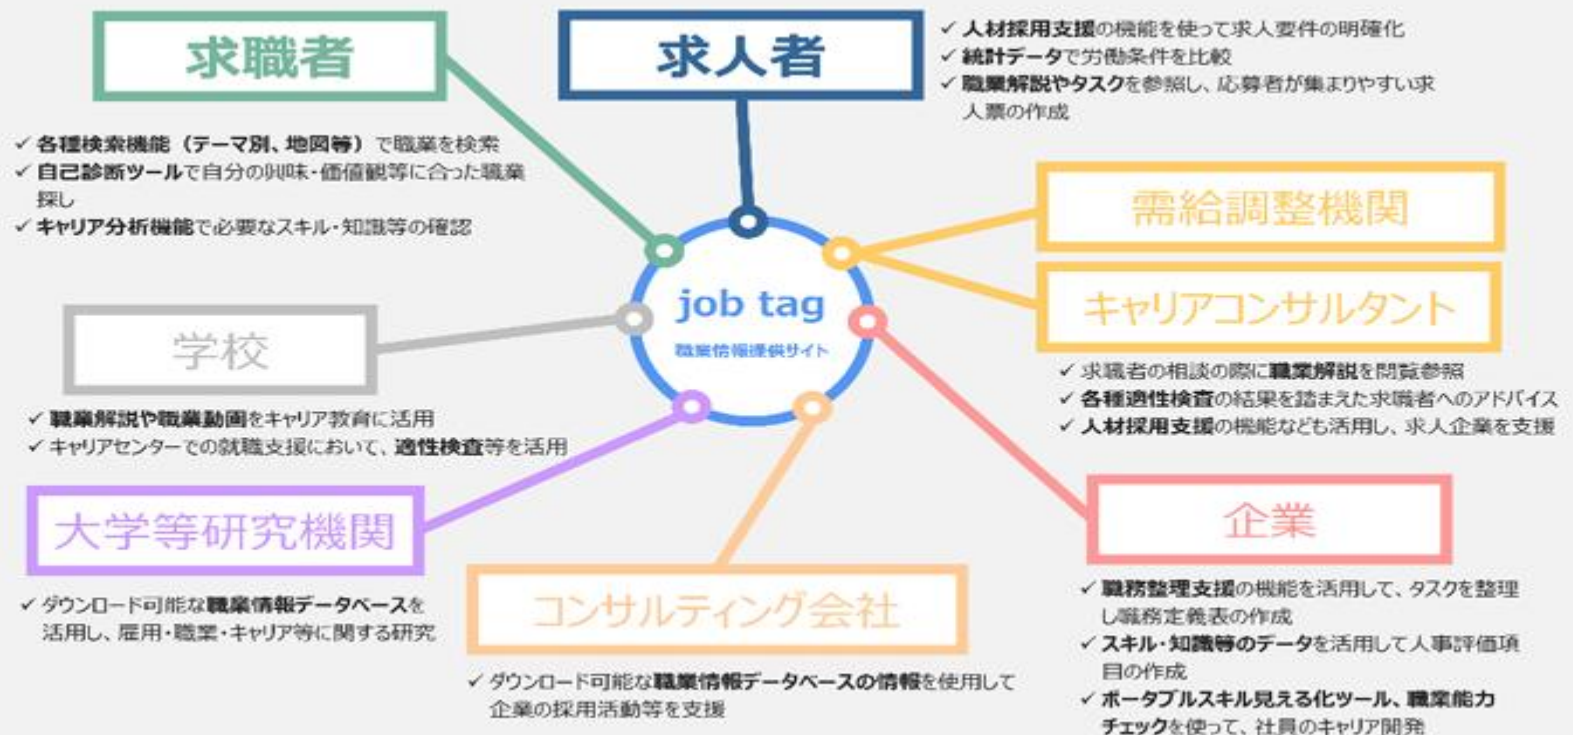 求職者
✓ 各種検索機能（テーマ別、地図等）で職業を検索
✓ 自己診断ツールで自分の興味・価値観等に合った職業
探し
✓ キャリア分析機能で必要なスキル・知識等の確認
求人者
✓ 人材採用支援の機能を使って求人要件の明確化
✓ 統計データで労働条件を比較
✓ 職業解説やタスクを参照し、応募者が集まりやすい求
人票の作成
需給調整機関
キャリアコンサルタント
✓ 求職者の相談の際に職業解説を閲覧参照
✓ 各種適性検査の結果を踏まえた求職者へのアドバイス
✓ 人材採用支援の機能なども活用し、求人企業を支援
job tag
職業情報提供サイト
学校
✓ 職業解説や職業動画をキャリア教育に活用
✓ キャリアセンターでの就職支援において、適性検査等を活用
大学等研究機関
✓ ダウンロード可能な職業情報データベースを
活用し、雇用・職業・キャリア等に関する研究
コンサルティング会社
✓ ダウンロード可能な職業情報データベースの情報を使用して
企業の採用活動等を支援
企業
✓ 職務整理支援の機能を活用して、タスクを整理
し職務定義表の作成
✓ スキル・知識等のデータを活用して人事評価項
目の作成
✓ ポータブルスキル見える化ツール、職業能力
チェックを使って、社員のキャリア開発